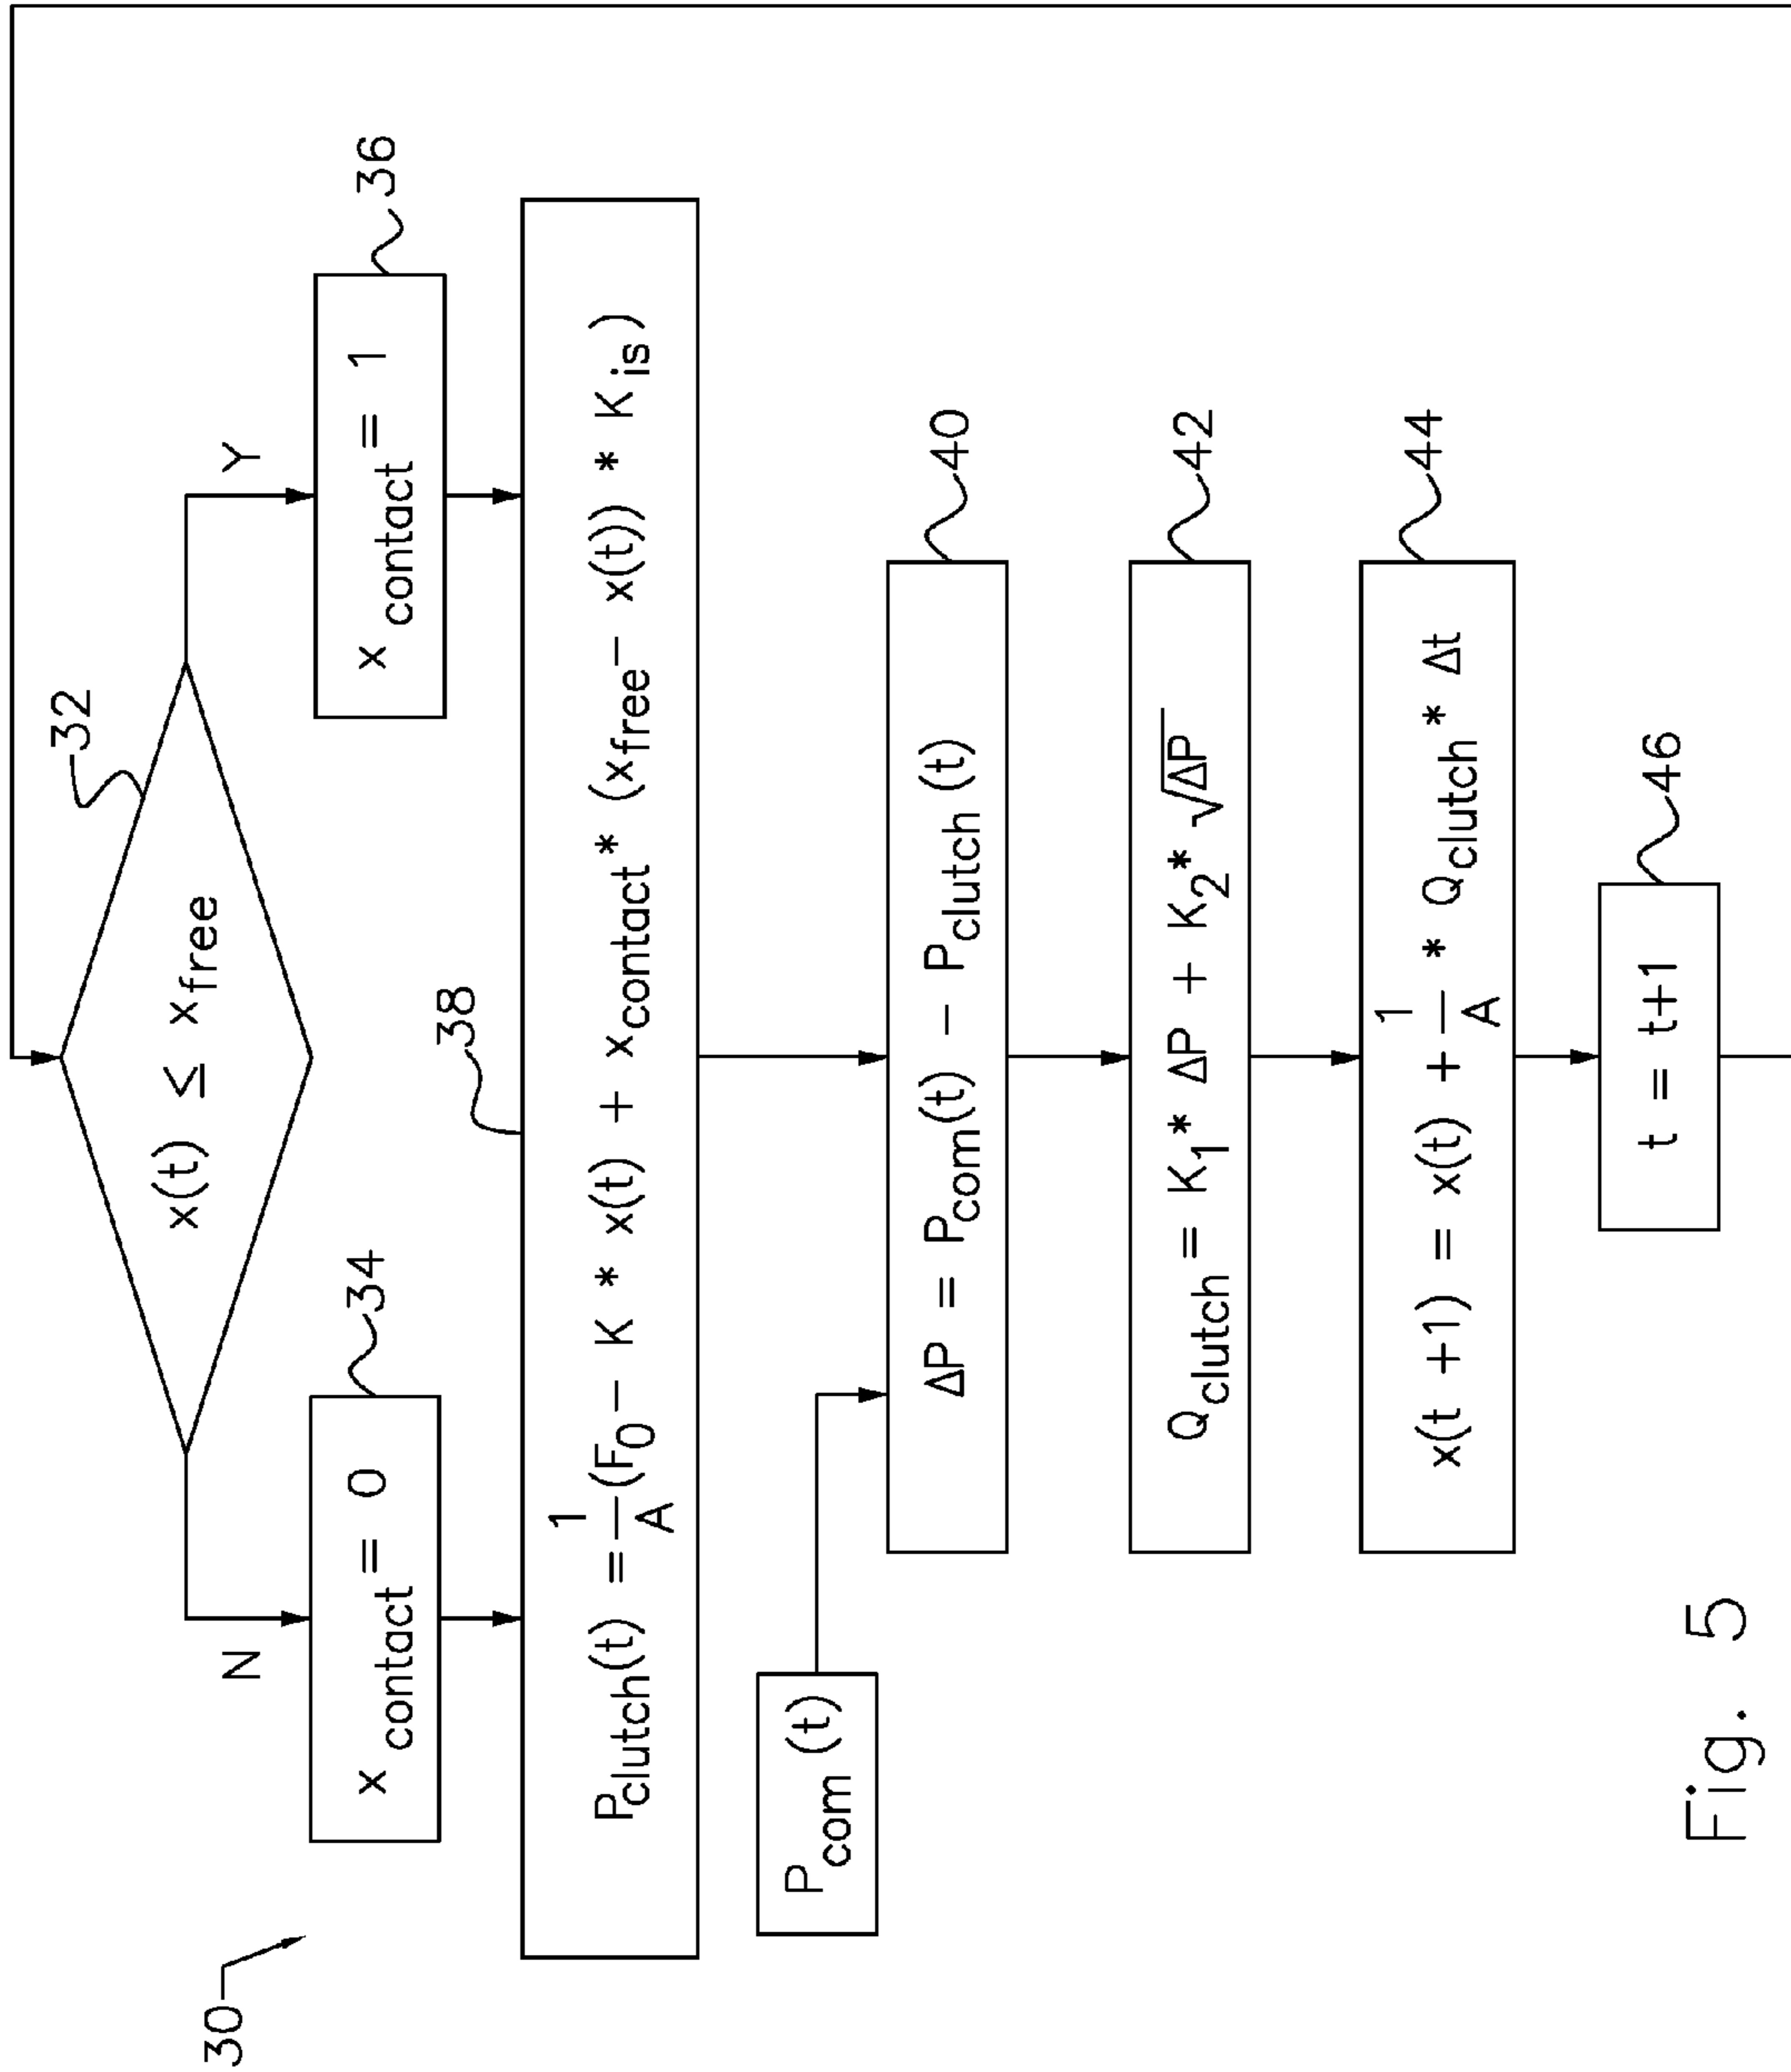 30
32
x(t) ≤ x_free
N
Y
x_contact = 0
34
x_contact = 1
36
38
P_clutch(t) = 1/A (F_0 - K * x(t) + x_contact * (x_free - x(t)) * K_is)
P_com (t)
ΔP = P_com(t) - P_clutch (t)
40
Q_clutch = K_1 * ΔP + K_2 * √ΔP
42
x(t +1) = x(t) + 1/A * Q_clutch * Δt
44
t = t+1
46
Fig. 5